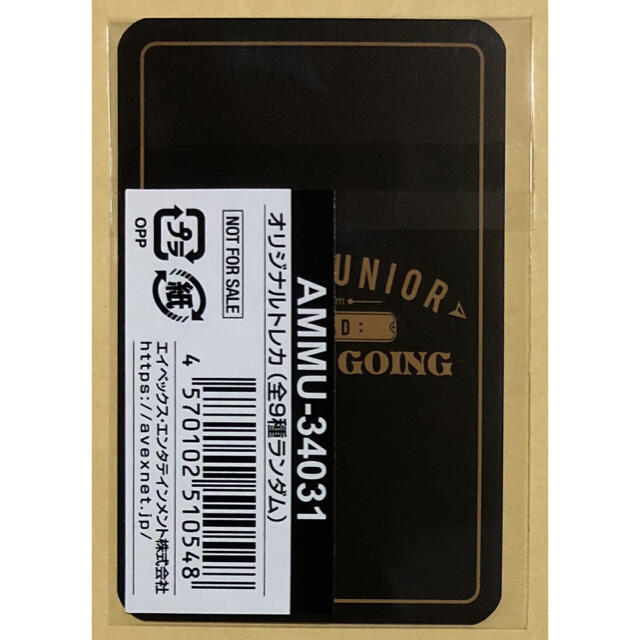 UNIOR
m
D:
GOING
AMMU-34031
オリジナルトレカ(全9種ランダム)
NOT FOR SALE
プラ
OPP
紙
4 570102 510548
エイベックス・エンタテインメント株式会社
https://avexnet.jp/